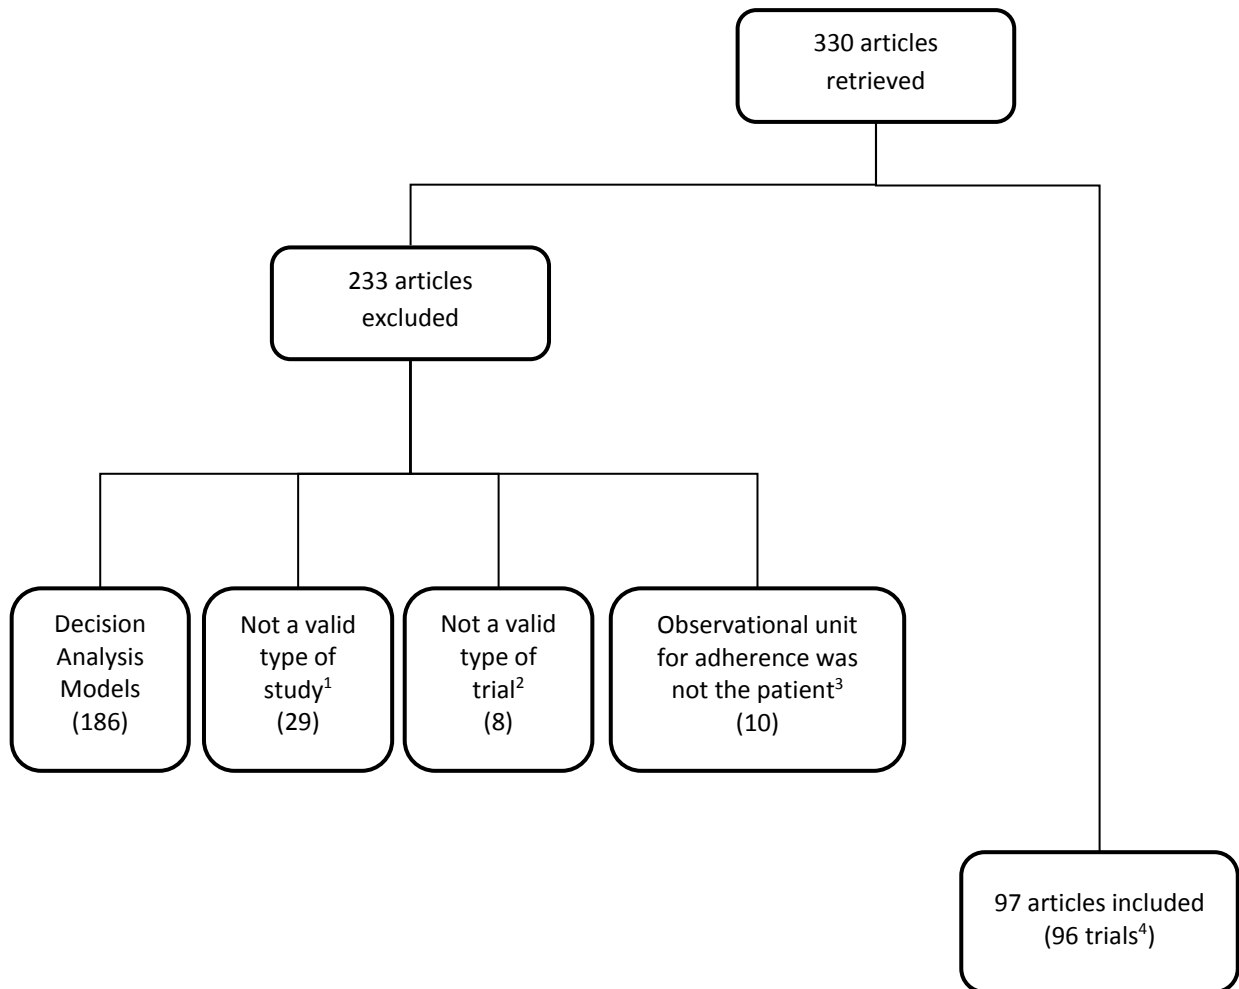 330 articles
retrieved
233 articles
excluded
Decision
Analysis
Models
(186)
Not a valid
type of
study¹
(29)
Not a valid
type of
trial²
(8)
Observational unit
for adherence was
not the patient³
(10)
97 articles included
(96 trials⁴)